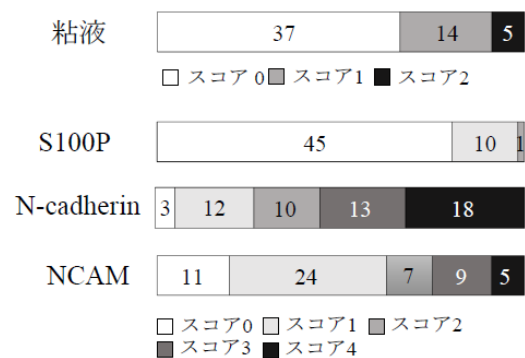 粘液 37 14 5
□ スコア 0 ■ スコア1 ■ スコア2
S100P 45 10 1
N-cadherin 3 12 10 13 18
NCAM 11 24 7 9 5
□ スコア0 □ スコア1 ■ スコア2
■ スコア3 ■ スコア4